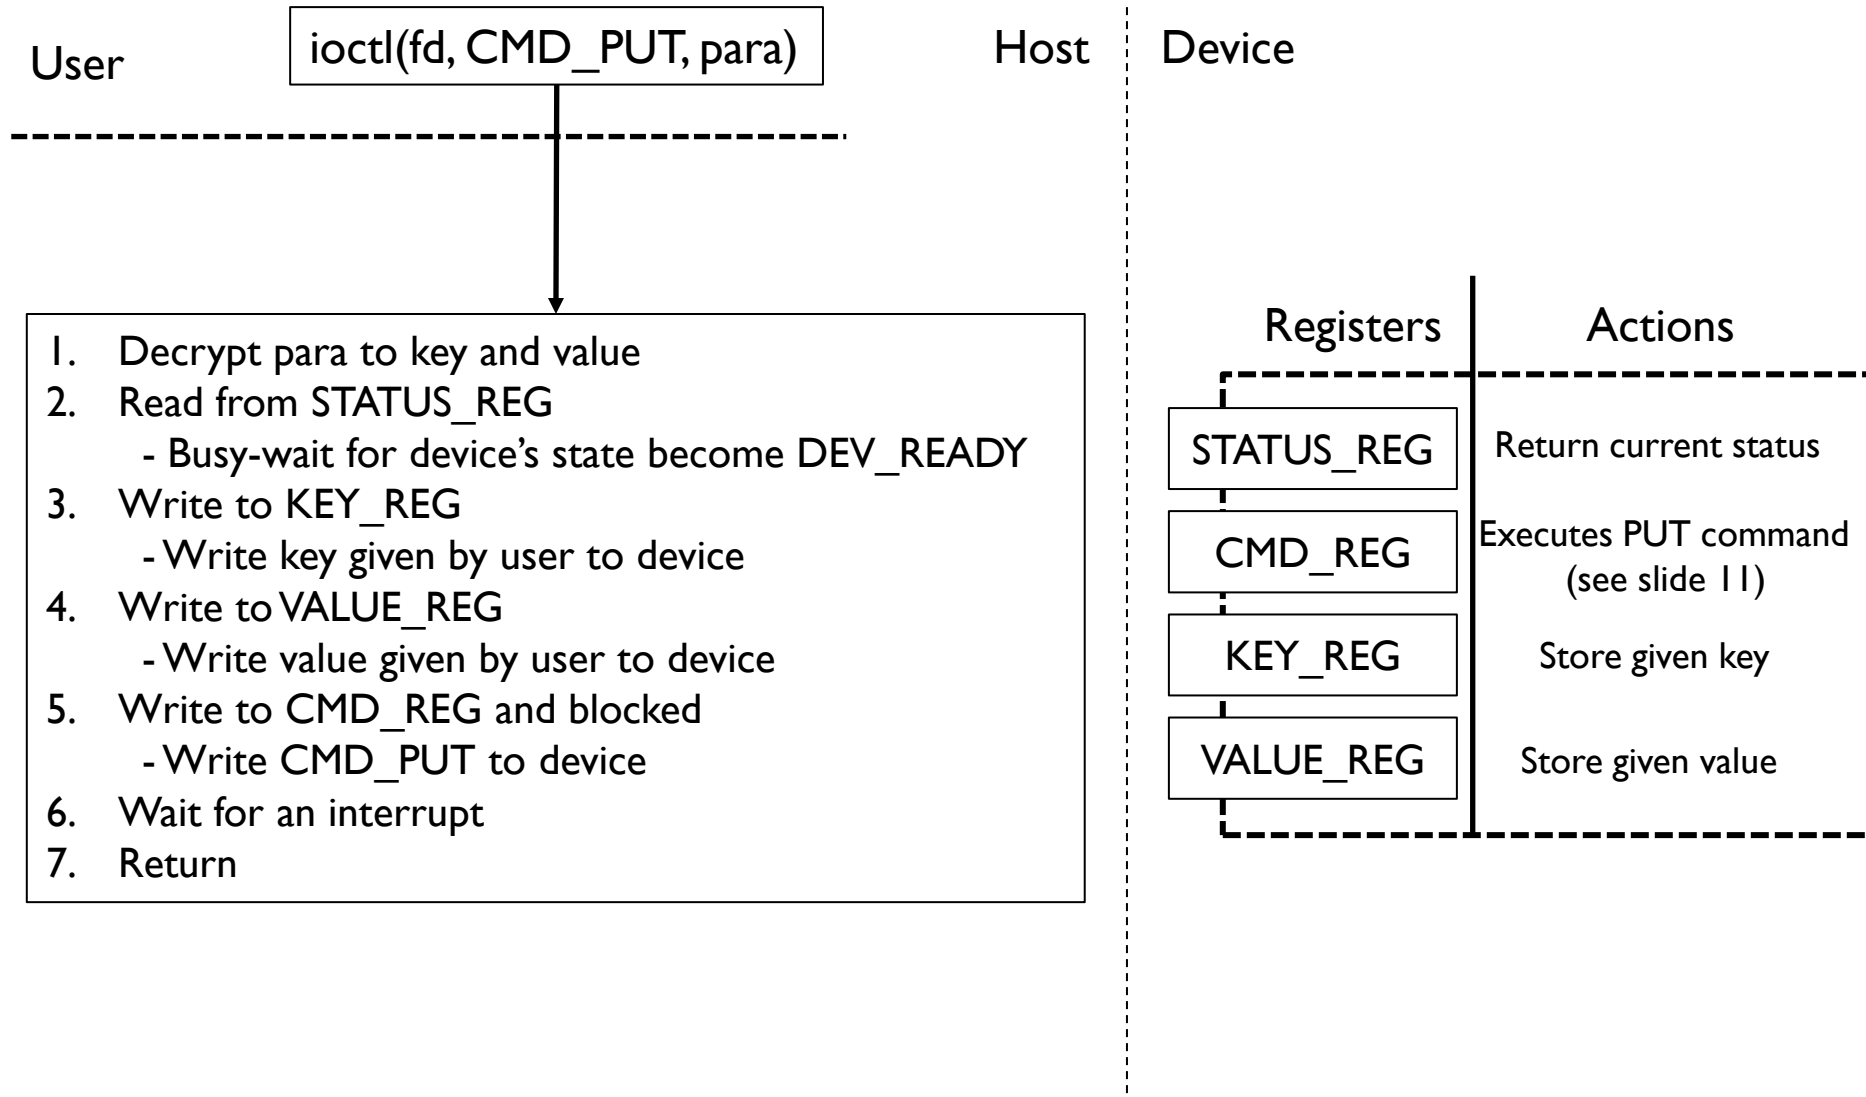 User
ioctl(fd, CMD_PUT, para)
Host
Device
1. Decrypt para to key and value
2. Read from STATUS_REG
- Busy-wait for device’s state become DEV_READY
3. Write to KEY_REG
- Write key given by user to device
4. Write to VALUE_REG
- Write value given by user to device
5. Write to CMD_REG and blocked
- Write CMD_PUT to device
6. Wait for an interrupt
7. Return
Registers
Actions
STATUS_REG
Return current status
CMD_REG
Executes PUT command
(see slide 11)
KEY_REG
Store given key
VALUE_REG
Store given value